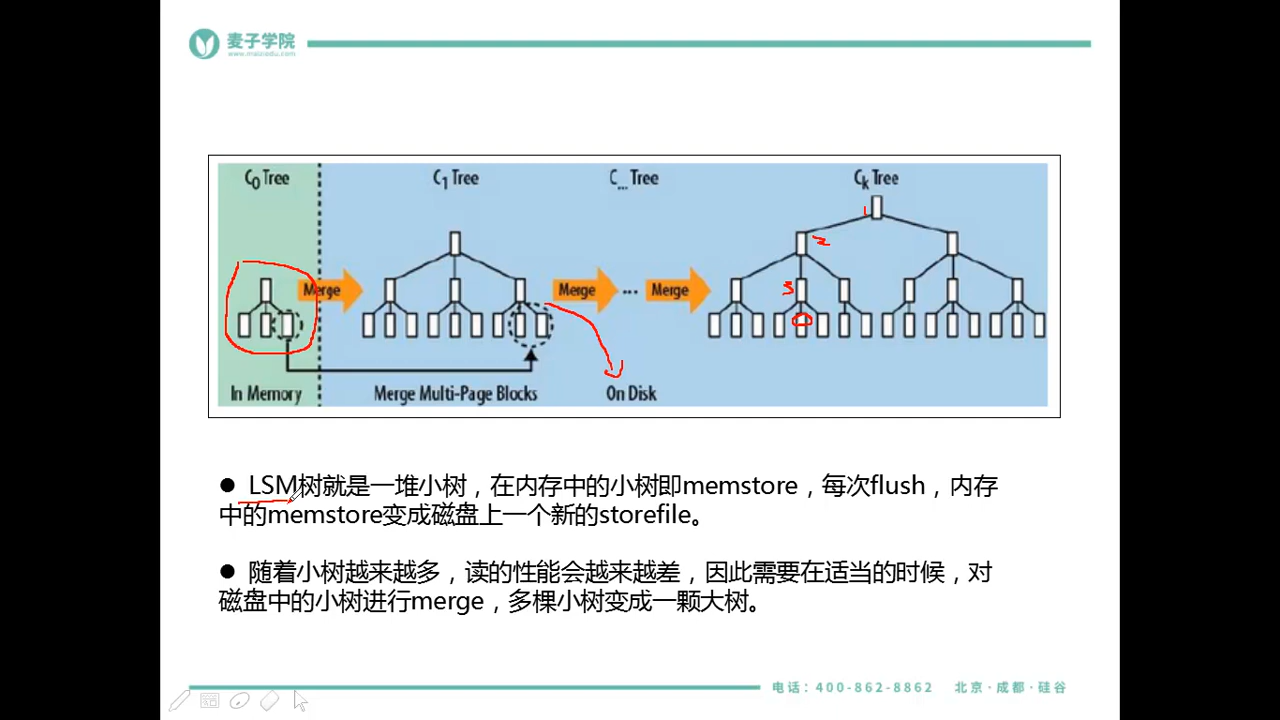 麦子学院
www.maiziedu.com
C0 Tree
C1 Tree
C... Tree
Ck Tree
1
2
3
Merge
Merge
...
Merge
In Memory
Merge Multi-Page Blocks
On Disk
● LSM树就是一堆小树，在内存中的小树即memstore，每次flush，内存
中的memstore变成磁盘上一个新的storefile。
● 随着小树越来越多，读的性能会越来越差，因此需要在适当的时候，对
磁盘中的小树进行merge，多棵小树变成一颗大树。
电话：400-862-8862 北京·成都·硅谷